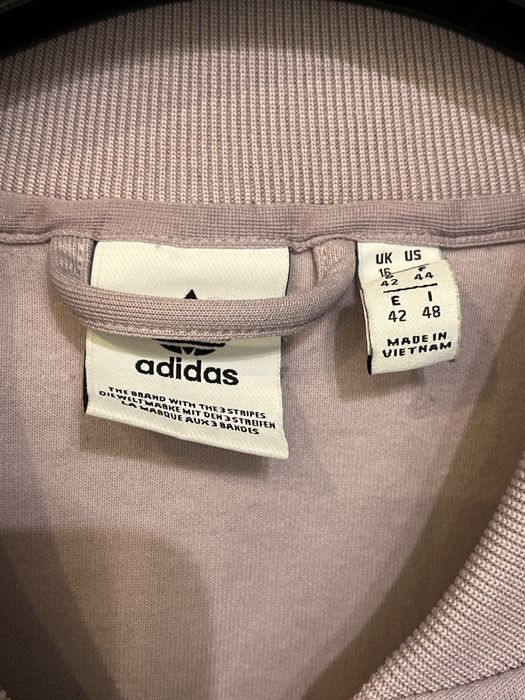 adidas
THE BRAND WITH THE 3 STRIPES
DIE WELTMARKE MIT DEN 3 STREIFEN
LA MARQUE AUX 3 BANDES
UK US
16
42 44
E I
42 48
MADE IN
VIETNAM